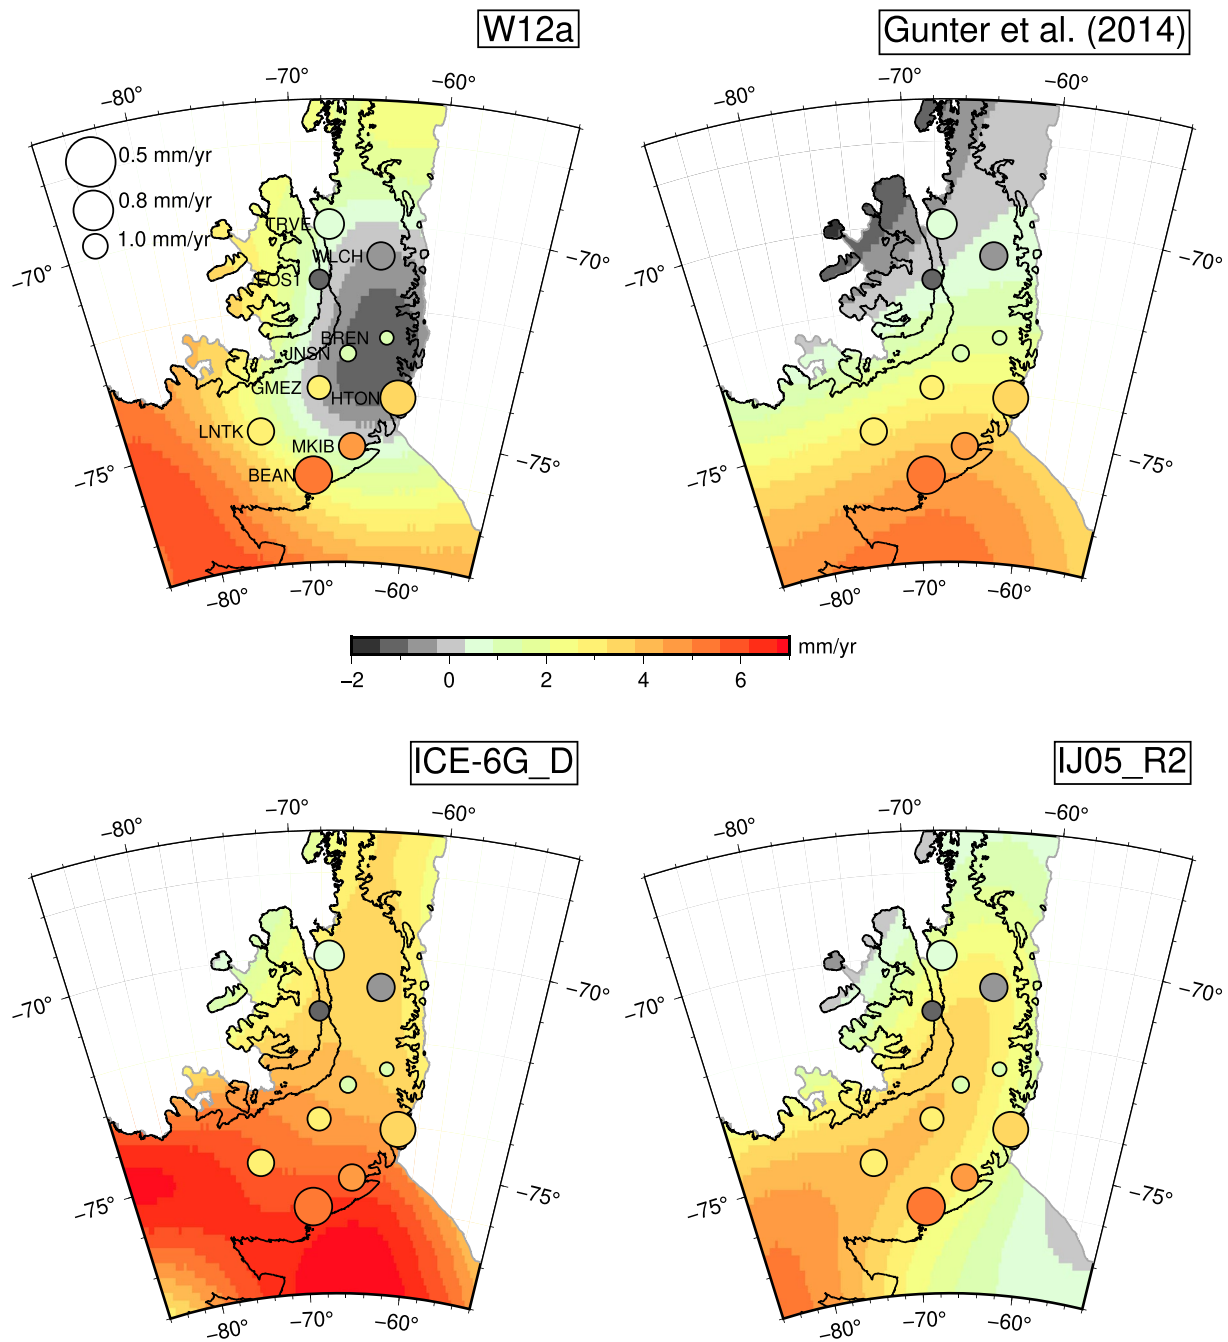 W12a
Gunter et al. (2014)
−80°
−70°
−60°
−80°
−70°
−60°
0.5 mm/yr
0.8 mm/yr
1.0 mm/yr
TRVE
WLCH
FOS1
BREN
JNSN
GMEZ
HTON
LNTK
MKIB
BEAN
−70°
−70°
−75°
−75°
−80°
−70°
−60°
−70°
−70°
−75°
−75°
−80°
−70°
−60°
−2
0
2
4
6
mm/yr
ICE-6G_D
IJ05_R2
−80°
−70°
−60°
−80°
−70°
−60°
−70°
−70°
−75°
−75°
−80°
−70°
−60°
−70°
−70°
−75°
−75°
−80°
−70°
−60°